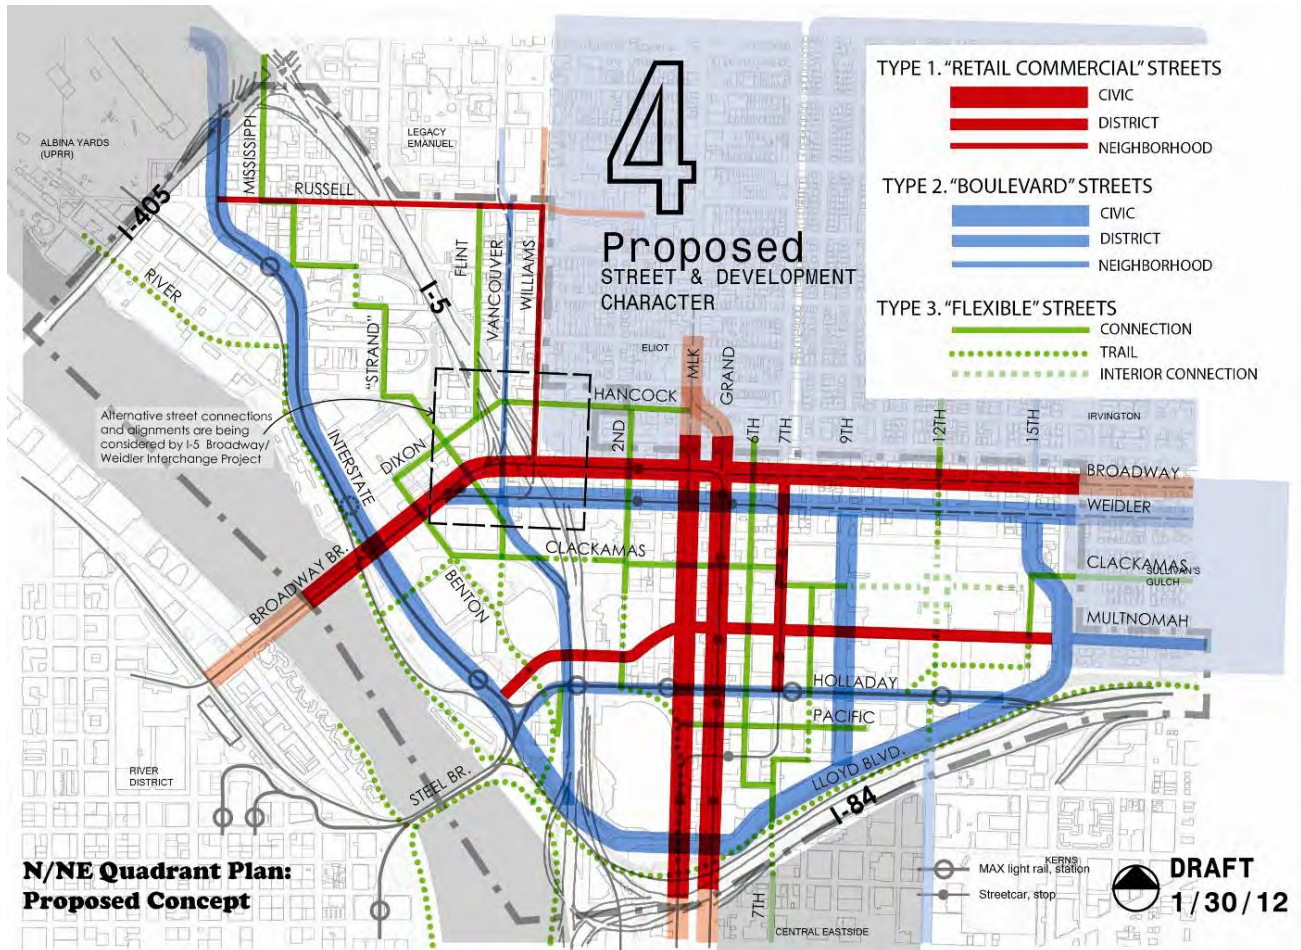 4
Proposed
STREET & DEVELOPMENT
CHARACTER
TYPE 1. "RETAIL COMMERCIAL" STREETS
CIVIC
DISTRICT
NEIGHBORHOOD
TYPE 2. "BOULEVARD" STREETS
CIVIC
DISTRICT
NEIGHBORHOOD
TYPE 3. "FLEXIBLE" STREETS
CONNECTION
TRAIL
INTERIOR CONNECTION
ALBINA YARDS
(UPRR)
LEGACY
EMANUEL
MISSISSIPPI
RUSSELL
I-405
RIVER
FLINT
VANCOUVER
WILLIAMS
I-5
"STRAND"
ELIOT
MLK
GRAND
HANCOCK
IRVINGTON
Alternative street connections
and alignments are being
considered by I-5 Broadway/
Weidler Interchange Project
DIXON
INTERSTATE
2ND
6TH
7TH
9TH
12TH
15TH
BROADWAY
WEIDLER
BROADWAY BR.
BENTON
CLACKAMAS
CLACKAMAS
SULLIVAN'S
GULCH
MULTNOMAH
HOLLADAY
PACIFIC
LLOYD BLVD.
I-84
STEEL BR.
RIVER
DISTRICT
7TH
CENTRAL EASTSIDE
KERNS
MAX light rail, station
Streetcar, stop
N/NE Quadrant Plan:
Proposed Concept
DRAFT
1/30/12